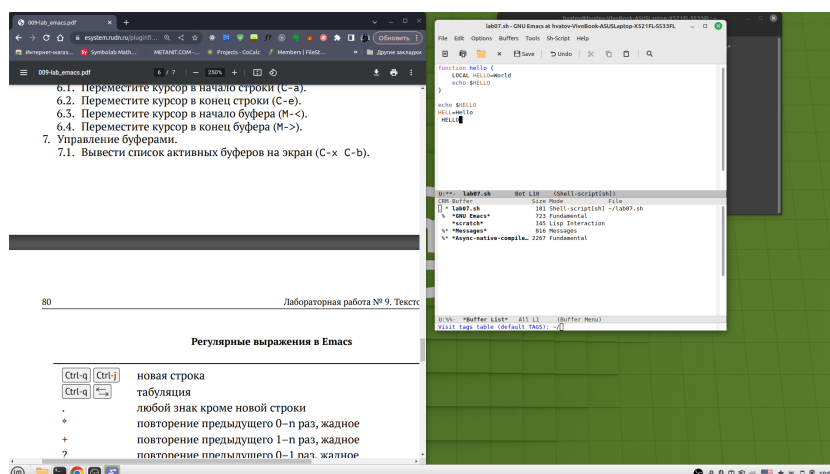 009-lab_emacs.pdf
esystem.rudn.ru/pluginfi...
Обновить
Интернет-магаз...
Symbolab Math...
METANIT.COM -...
Projects - CoCalc
Members | FileSt...
Другие закладки
009-lab_emacs.pdf
6 / 7
250%
6.1. Переместите курсор в начало строки (C-a).
6.2. Переместите курсор в конец строки (C-e).
6.3. Переместите курсор в начало буфера (M-<).
6.4. Переместите курсор в конец буфера (M->).
7. Управление буферами.
7.1. Вывести список активных буферов на экран (C-x C-b).
80
Лабораторная работа № 9. Текстo
Регулярные выражения в Emacs
Ctrl-q Ctrl-j новая строка
Ctrl-q табуляция
. любой знак кроме новой строки
* повторение предыдущего 0–n раз, жадное
+ повторение предыдущего 1–n раз, жадное
? повторение предыдущего 0–1 раз, жадное
lab07.sh - GNU Emacs at hvatov-VivoBook-ASUSLaptop-X521FL-S533FL
File Edit Options Buffers Tools Sh-Script Help
Save
Undo
function hello {
LOCAL HELLO=World
echo $HELLO
}
echo $HELLO
HELL=Hello
HELLO
U:**- lab07.sh Bot L10 (Shell-script[sh])
CRM Buffer Size Mode File
* lab07.sh 101 Shell-script[sh] ~/lab07.sh
% *GNU Emacs* 723 Fundamental
*scratch* 145 Lisp Interaction
%* *Messages* 816 Messages
%* *Async-native-compile… 2267 Fundamental
U:%%- *Buffer List* All L1 (Buffer Menu)
Visit tags table (default TAGS): ~/